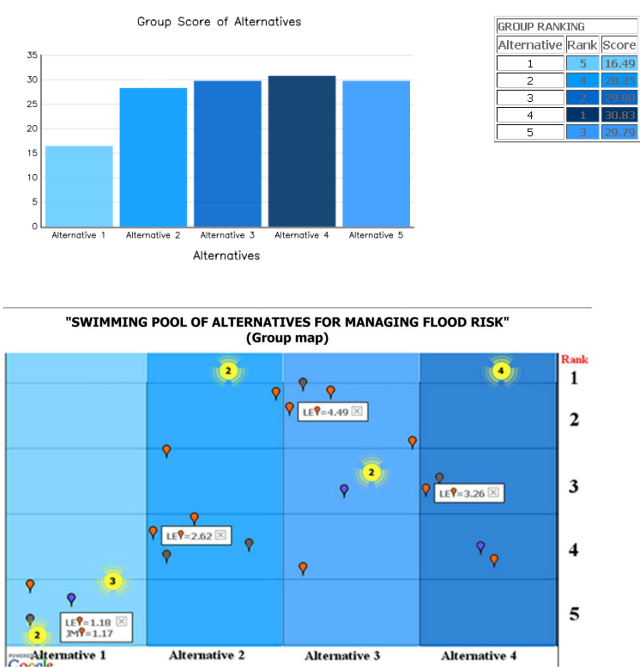 Group Score of Alternatives
35
30
25
20
15
10
5
0
Alternative 1 Alternative 2 Alternative 3 Alternative 4 Alternative 5
Alternatives
GROUP RANKING
Alternative Rank Score
1 5 16.49
2 4 28.35
3 2 29.80
4 1 30.83
5 3 29.79
"SWIMMING POOL OF ALTERNATIVES FOR MANAGING FLOOD RISK"
(Group map)
Rank
2 4 1
LE=4.49 2
2 3
LE=3.26
LE=2.62 4
3
LE=1.18 5
JM=1.17
2
POWERED
Google
Alternative 1 Alternative 2 Alternative 3 Alternative 4